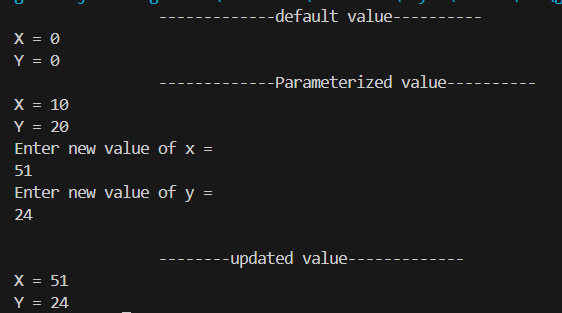 -------------default value----------
X = 0
Y = 0
-------------Parameterized value----------
X = 10
Y = 20
Enter new value of x =
51
Enter new value of y =
24
--------updated value-------------
X = 51
Y = 24